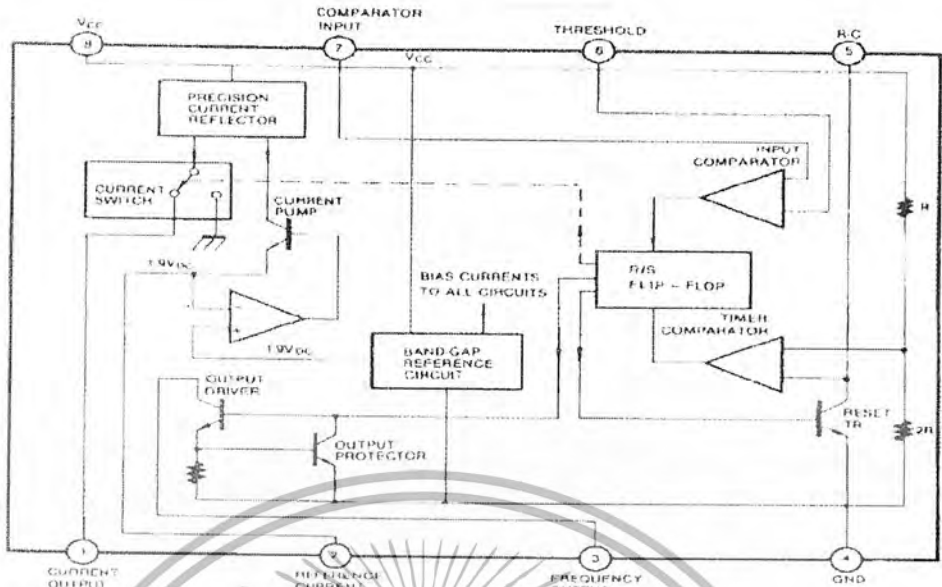 VCC
8
COMPARATOR
INPUT
7
THRESHOLD
6
R-C
5
VCC
PRECISION
CURRENT
REFLECTOR
INPUT
COMPARATOR
CURRENT
SWITCH
CURRENT
PUMP
R
1.9VDC
BIAS CURRENTS
TO ALL CIRCUITS
R/S
FLIP - FLOP
TIMER
COMPARATOR
-
+
1.9VDC
BAND-GAP
REFERENCE
CIRCUIT
OUTPUT
DRIVER
RESET
TR
2R
OUTPUT
PROTECTOR
1
CURRENT
OUTPUT
2
REFERENCE
CURRENT
3
FREQUENCY
4
GND